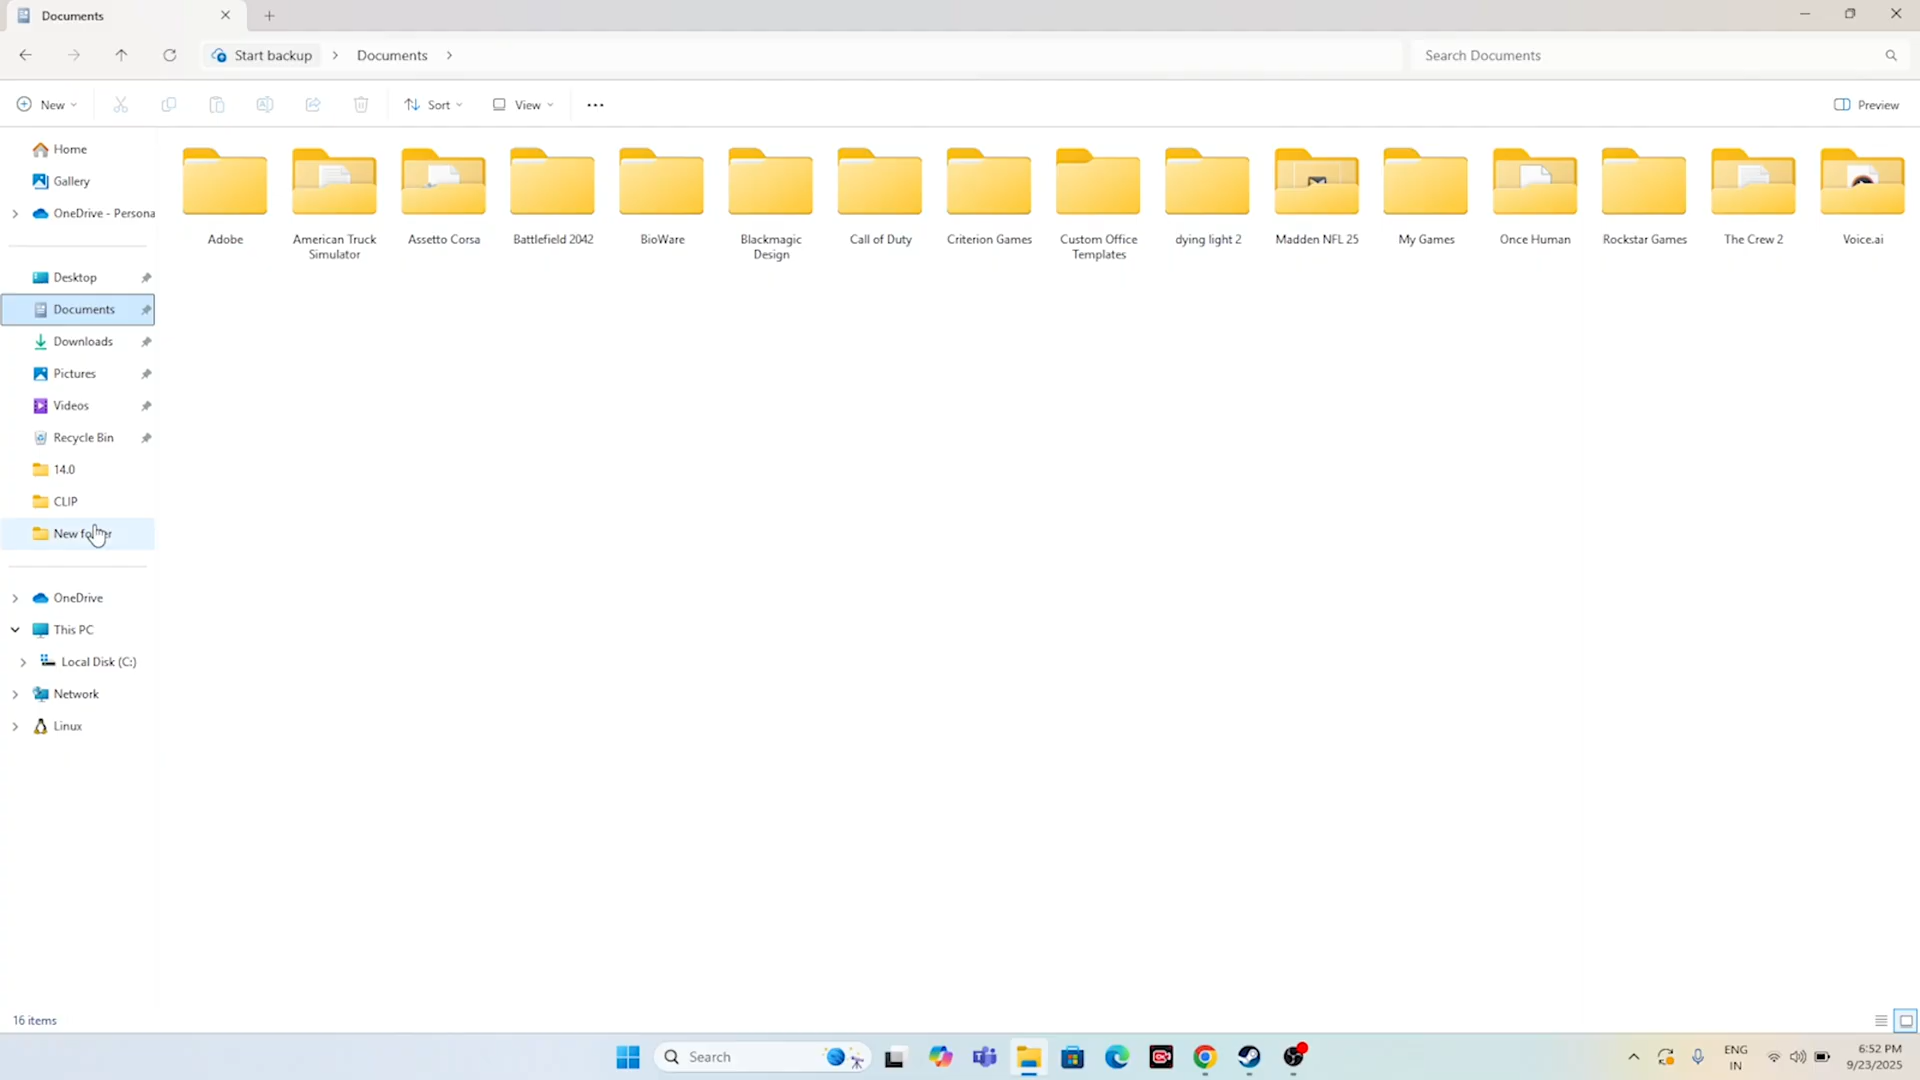 Documents
Start backup
Documents
Search Documents
New
Sort
View
Preview
Home
Gallery
OneDrive - Persona
Desktop
Documents
Downloads
Pictures
Videos
Recycle Bin
14.0
CLIP
New folder
OneDrive
This PC
Local Disk (C:)
Network
Linux
Adobe
American Truck
Simulator
Assetto Corsa
Battlefield 2042
BioWare
Blackmagic
Design
Call of Duty
Criterion Games
Custom Office
Templates
dying light 2
Madden NFL 25
My Games
Once Human
Rockstar Games
The Crew 2
Voice.ai
16 items
Search
ENG
IN
6:52 PM
9/23/2025